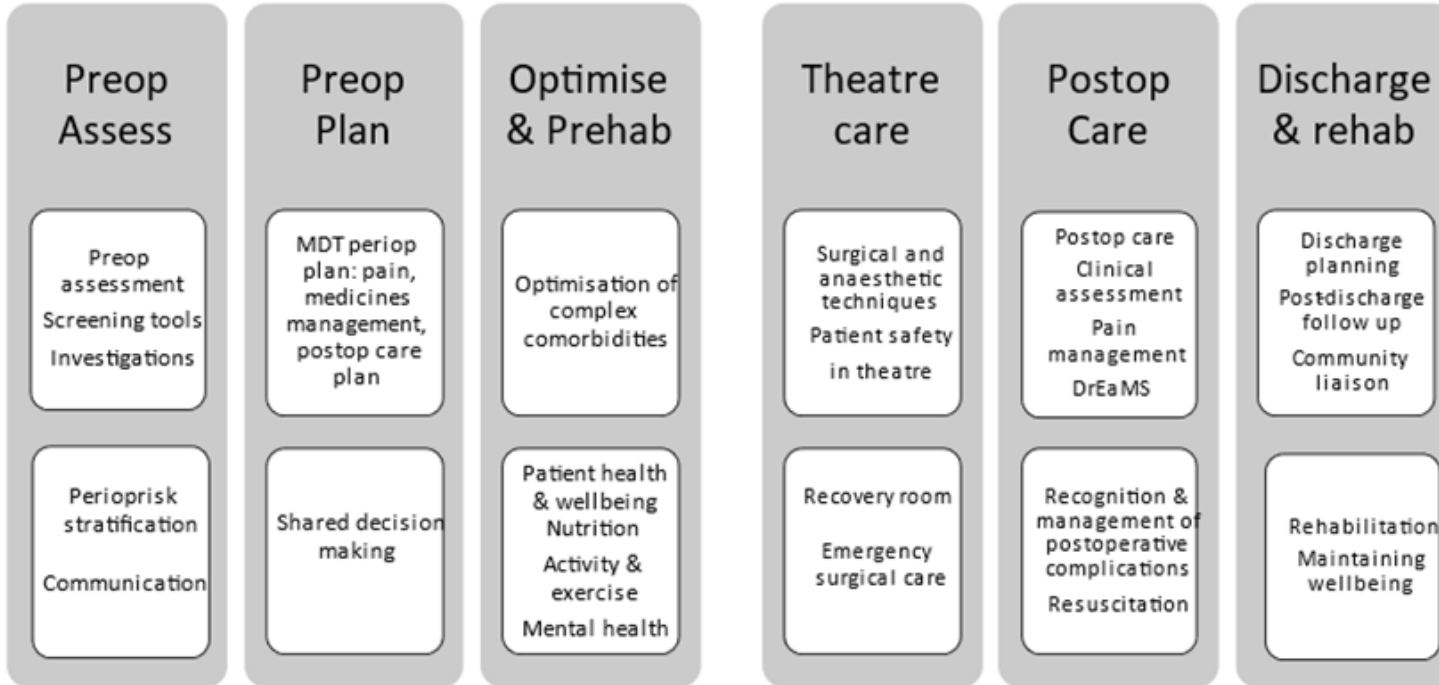 Preop
Assess
Preop
assessment
Screening tools
Investigations
Perioprisk
stratification
Communication
Preop
Plan
MDT periop
plan: pain,
medicines
management,
postop care
plan
Shared decision
making
Optimise
& Prehab
Optimisation of
complex
comorbidities
Patient health
& wellbeing
Nutrition
Activity &
exercise
Mental health
Theatre
care
Surgical and
anaesthetic
techniques
Patient safety
in theatre
Recovery room
Emergency
surgical care
Postop
Care
Postop care
Clinical
assessment
Pain
management
DrEaMS
Recognition &
management of
postoperative
complications
Resuscitation
Discharge
& rehab
Discharge
planning
Post-discharge
follow up
Community
liaison
Rehabilitation
Maintaining
wellbeing